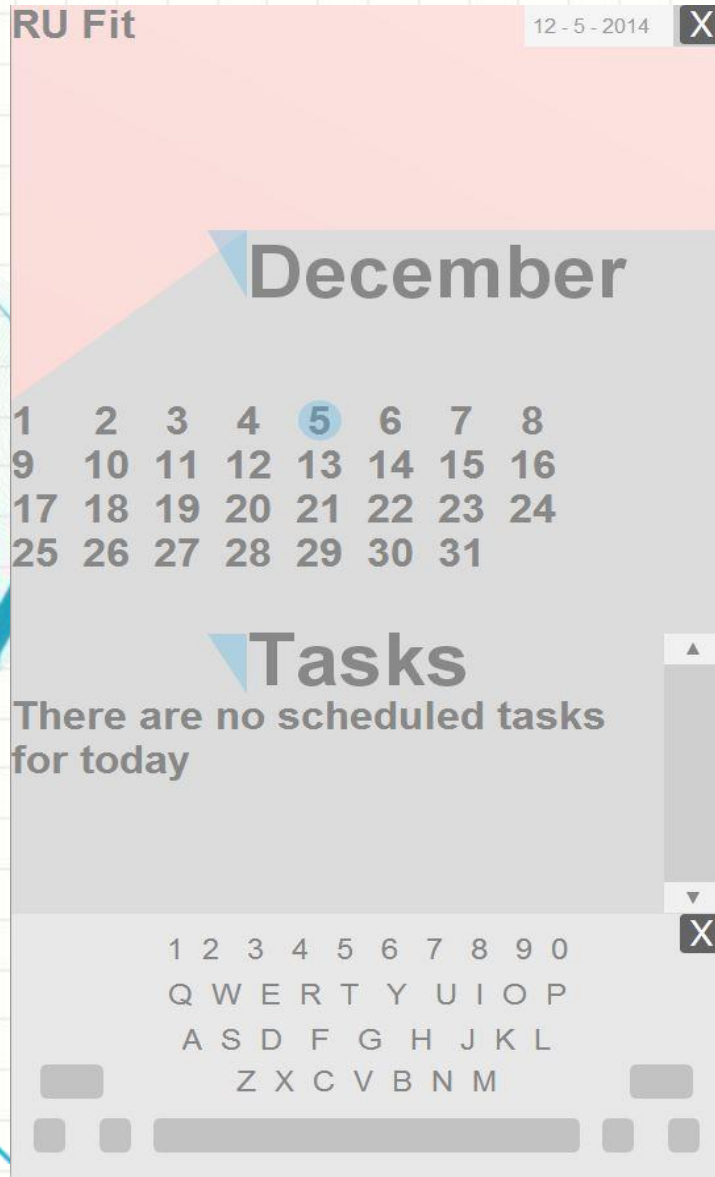 RU Fit
12 - 5 - 2014 X
December
1 2 3 4 5 6 7 8
9 10 11 12 13 14 15 16
17 18 19 20 21 22 23 24
25 26 27 28 29 30 31
Tasks
There are no scheduled tasks
for today
X
1 2 3 4 5 6 7 8 9 0
Q W E R T Y U I O P
A S D F G H J K L
Z X C V B N M